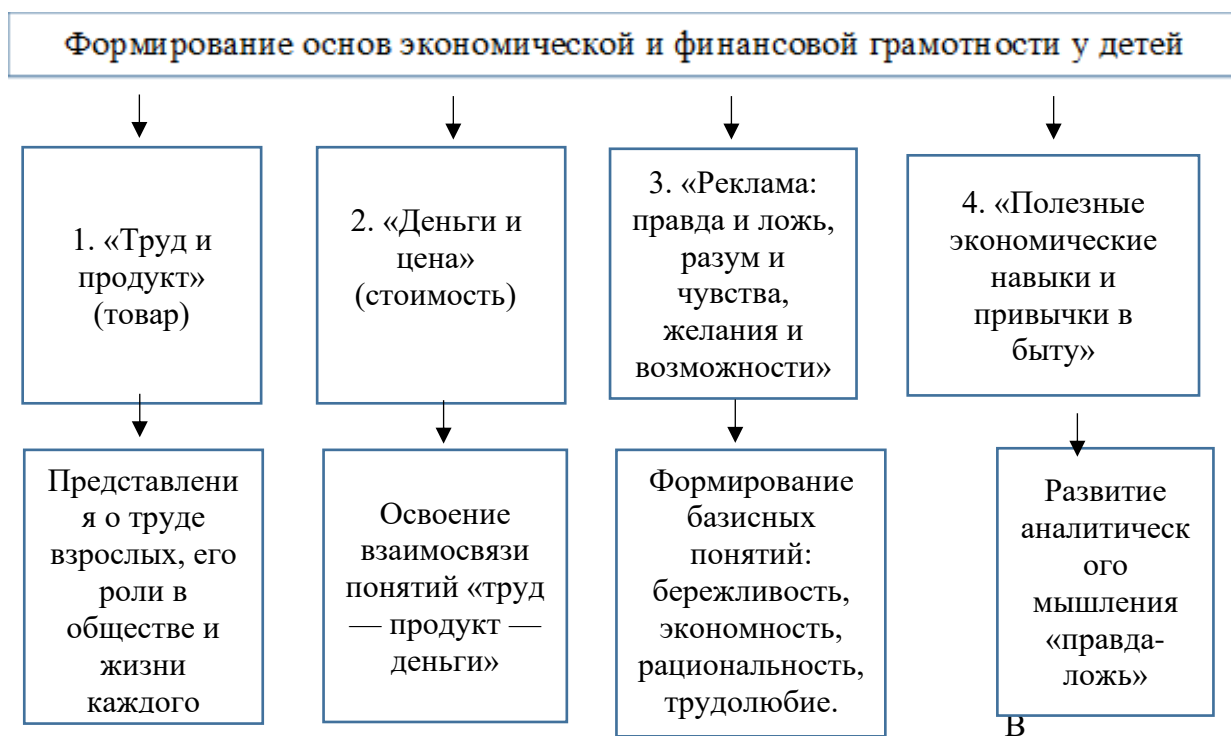 Формирование основ экономической и финансовой грамотности у детей
1. «Труд и
продукт»
(товар)
2. «Деньги и
цена»
(стоимость)
3. «Реклама:
правда и ложь,
разум и
чувства,
желания и
возможности»
4. «Полезные
экономические
навыки и
привычки в
быту»
Представлени
я о труде
взрослых, его
роли в
обществе и
жизни
каждого
Освоение
взаимосвязи
понятий «труд
— продукт —
деньги»
Формирование
базисных
понятий:
бережливость,
экономность,
рациональность,
трудолюбие.
Развитие
аналитическ
ого
мышления
«правда-
ложь»
В